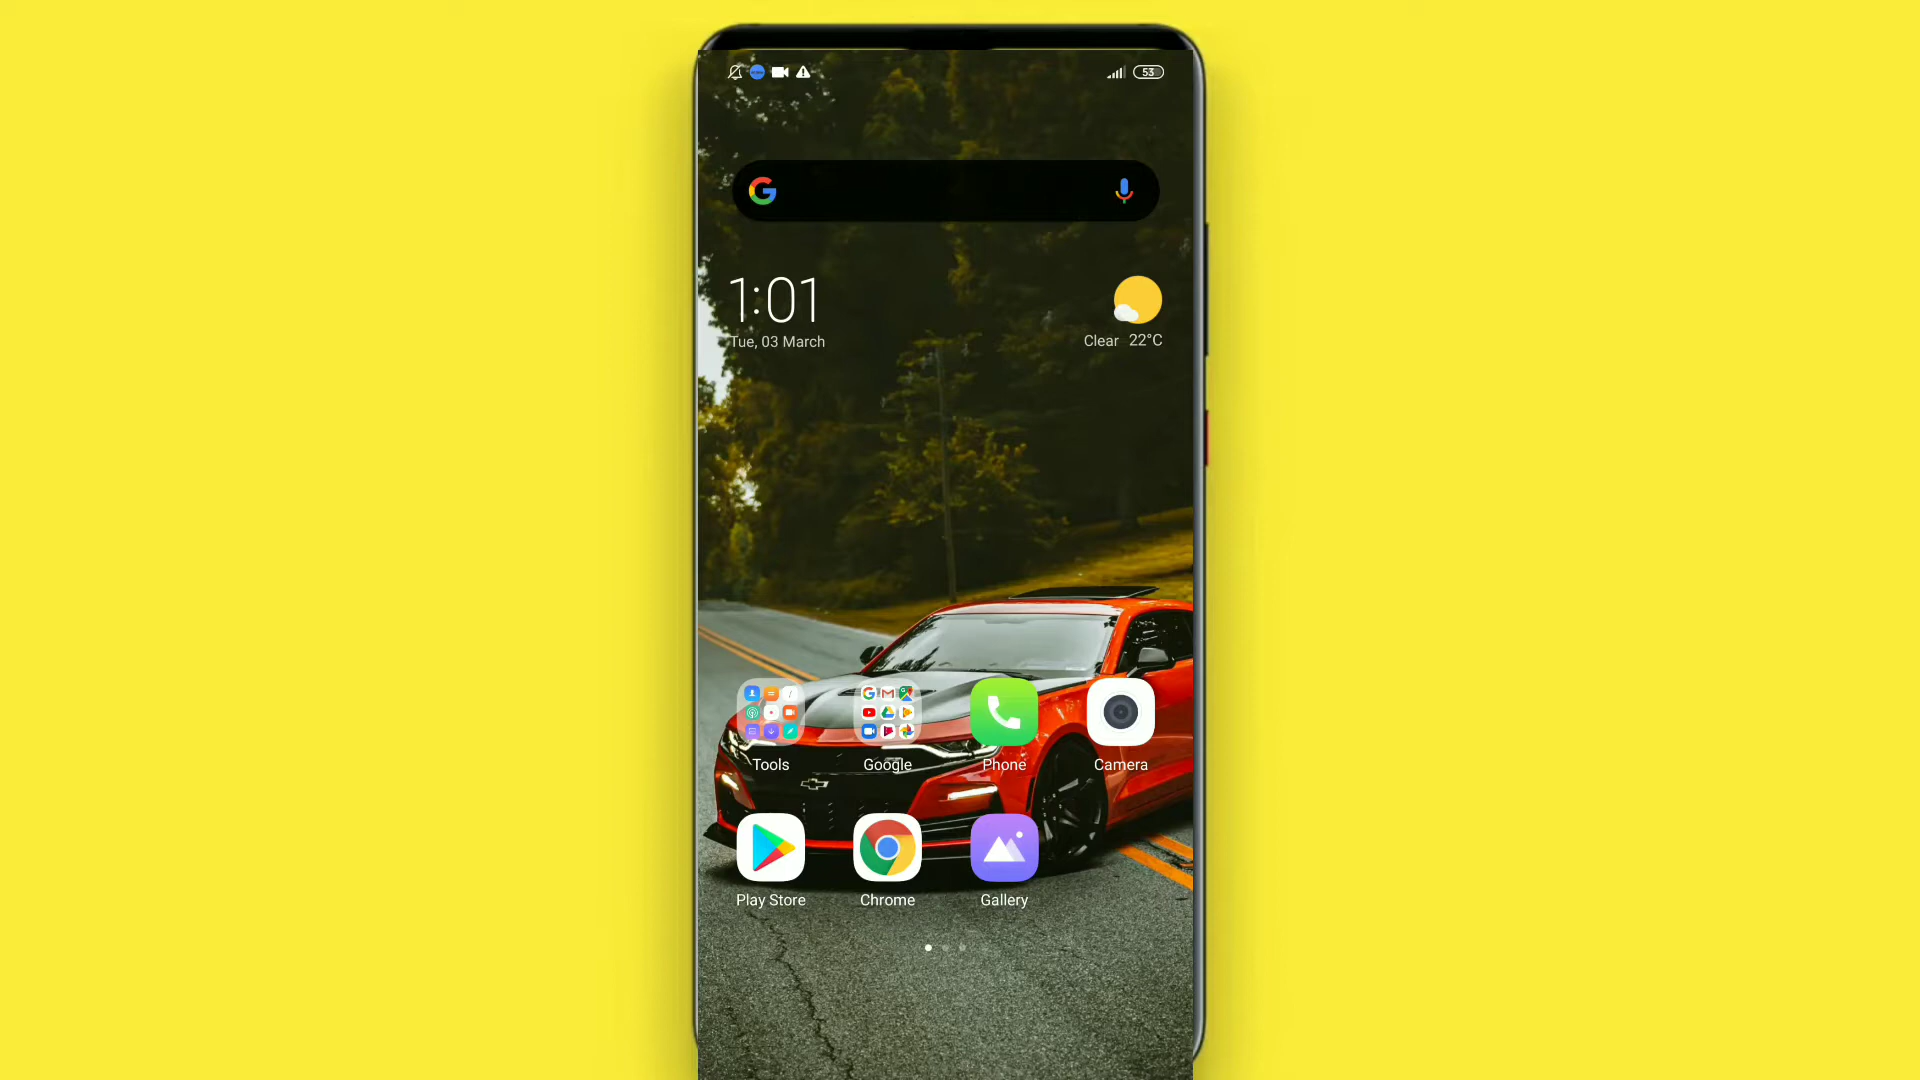 53
1:01
Tue, 03 March
Clear 22°C
Tools
Google
Phone
Camera
Play Store
Chrome
Gallery